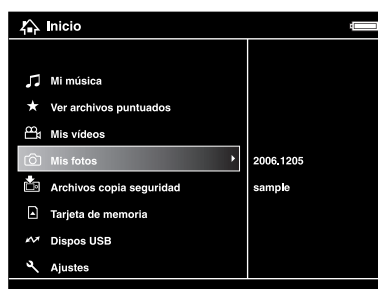 Inicio
Mi música
Ver archivos puntuados
Mis vídeos
Mis fotos
2006.1205
Archivos copia seguridad
sample
Tarjeta de memoria
Dispos USB
Ajustes